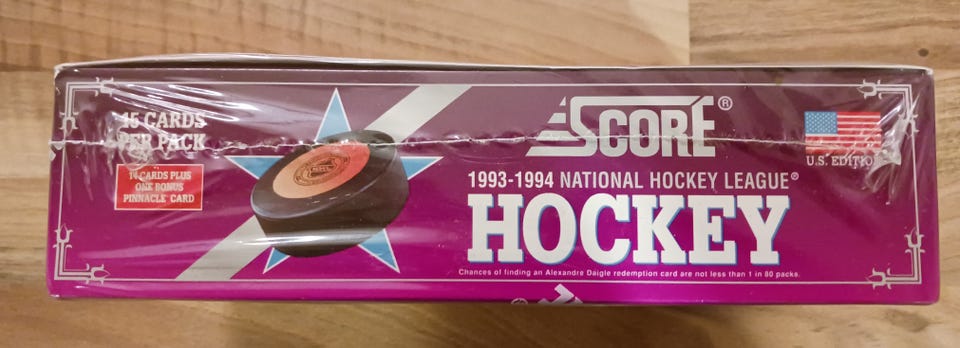 15 CARDS
PER PACK
14 CARDS PLUS
ONE BONUS
PINNACLE CARD
NHL
SCORE®
U.S. EDITION
1993-1994 NATIONAL HOCKEY LEAGUE®
HOCKEY
Chances of finding an Alexandre Daigle redemption card are not less than 1 in 80 packs.